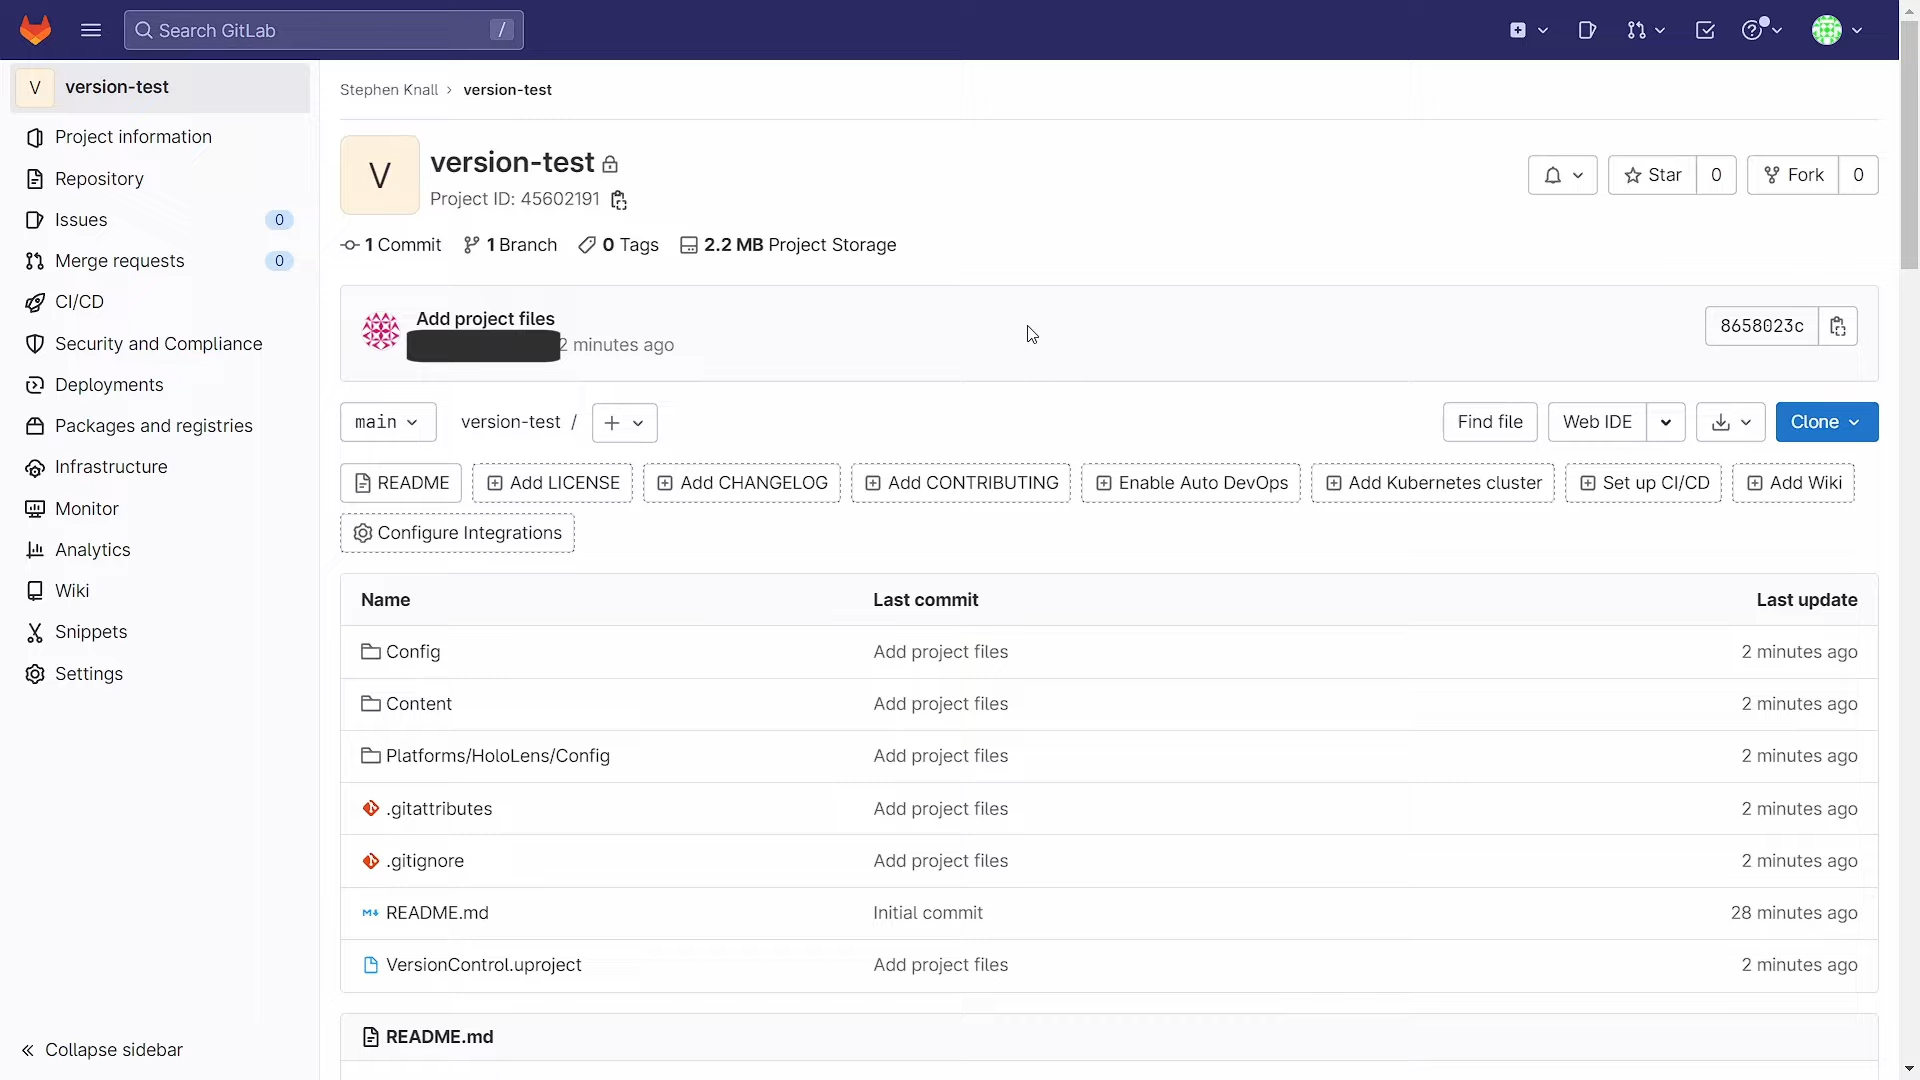 Search GitLab /
V version-test
Project information
Repository
Issues 0
Merge requests 0
CI/CD
Security and Compliance
Deployments
Packages and registries
Infrastructure
Monitor
Analytics
Wiki
Snippets
Settings
Collapse sidebar
Stephen Knall › version-test
V
version-test
Project ID: 45602191
1 Commit 1 Branch 0 Tags 2.2 MB Project Storage
Star 0 Fork 0
Add project files
2 minutes ago
8658023c
main version-test / + Find file Web IDE Clone
README Add LICENSE Add CHANGELOG Add CONTRIBUTING Enable Auto DevOps Add Kubernetes cluster Set up CI/CD Add Wiki
Configure Integrations
Name Last commit Last update
Config Add project files 2 minutes ago
Content Add project files 2 minutes ago
Platforms/HoloLens/Config Add project files 2 minutes ago
.gitattributes Add project files 2 minutes ago
.gitignore Add project files 2 minutes ago
README.md Initial commit 28 minutes ago
VersionControl.uproject Add project files 2 minutes ago
README.md